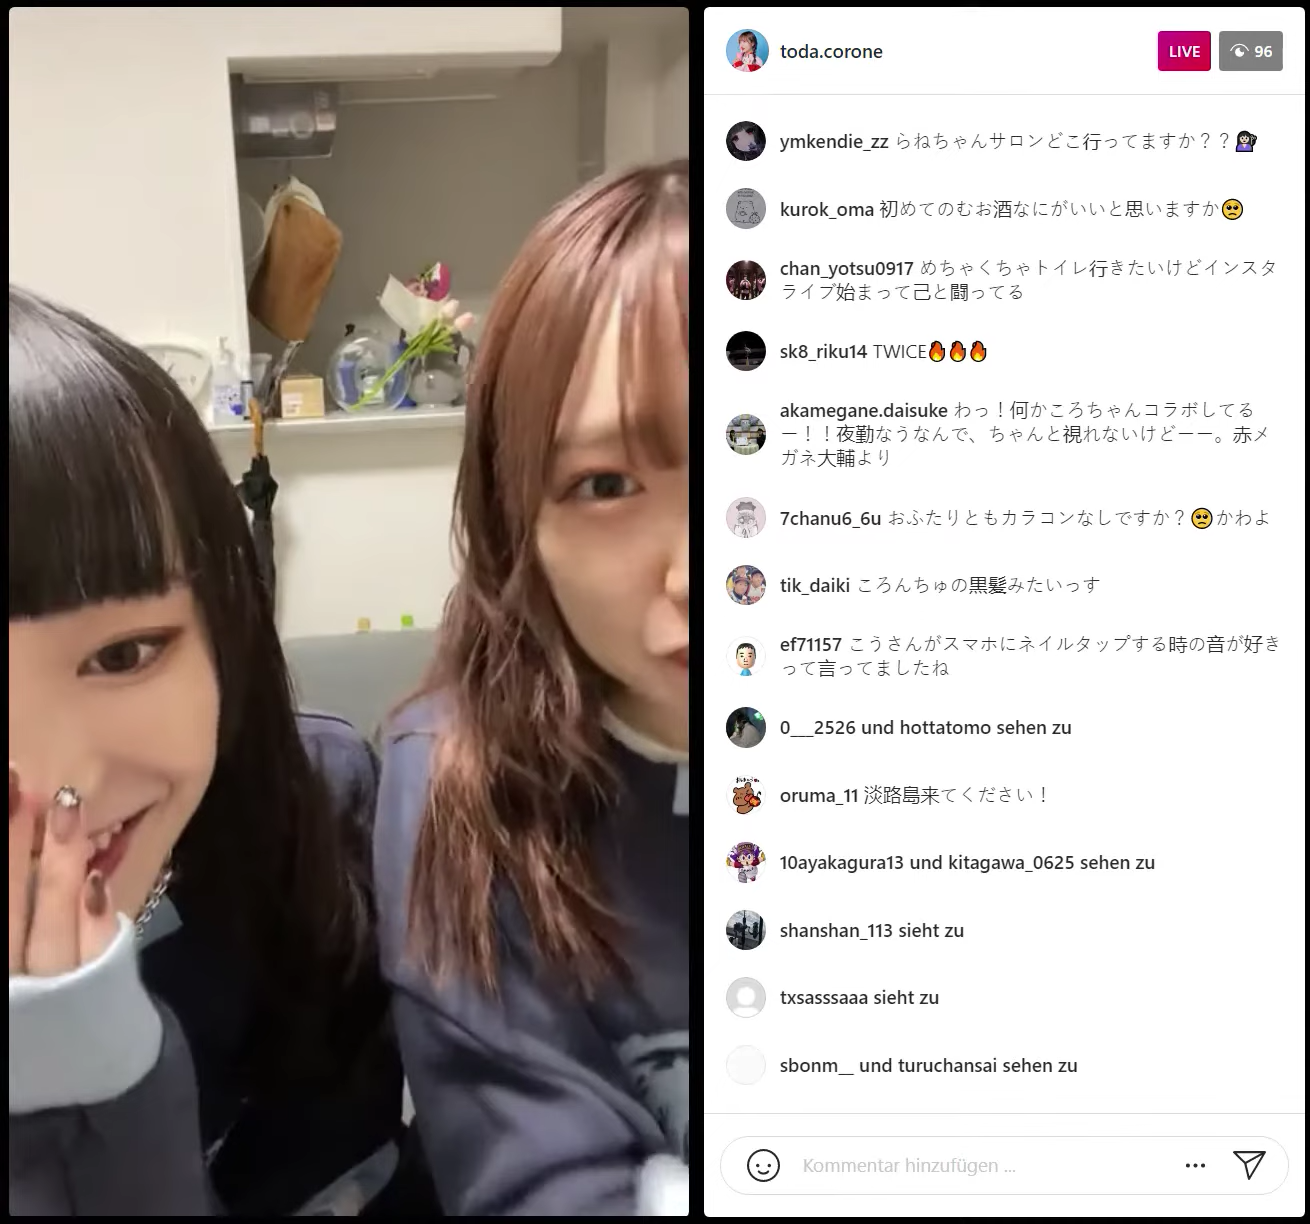 toda.corone
LIVE
96
ymkendie_zz らねちゃんサロンどこ行ってますか？？
kurok_oma 初めてのむお酒なにがいいと思いますか🥺
chan_yotsu0917 めちゃくちゃトイレ行きたいけどインスタ
ライブ始まって己と闘ってる
sk8_riku14 TWICE🔥🔥🔥
akamegane.daisuke わっ！何かころちゃんコラボしてる
ー！！夜勤なうなんで、ちゃんと視れないけどーー。赤メ
ガネ大輔より
7chanu6_6u おふたりともカラコンなしですか？🥺かわよ
tik_daiki ころんちゅの黒髪みたいっす
ef71157 こうさんがスマホにネイルタップする時の音が好き
って言ってましたね
0___2526 und hottatomo sehen zu
oruma_11 淡路島来てください！
10ayakagura13 und kitagawa_0625 sehen zu
shanshan_113 sieht zu
txsasssaaa sieht zu
sbonm__ und turuchansai sehen zu
Kommentar hinzufügen ...